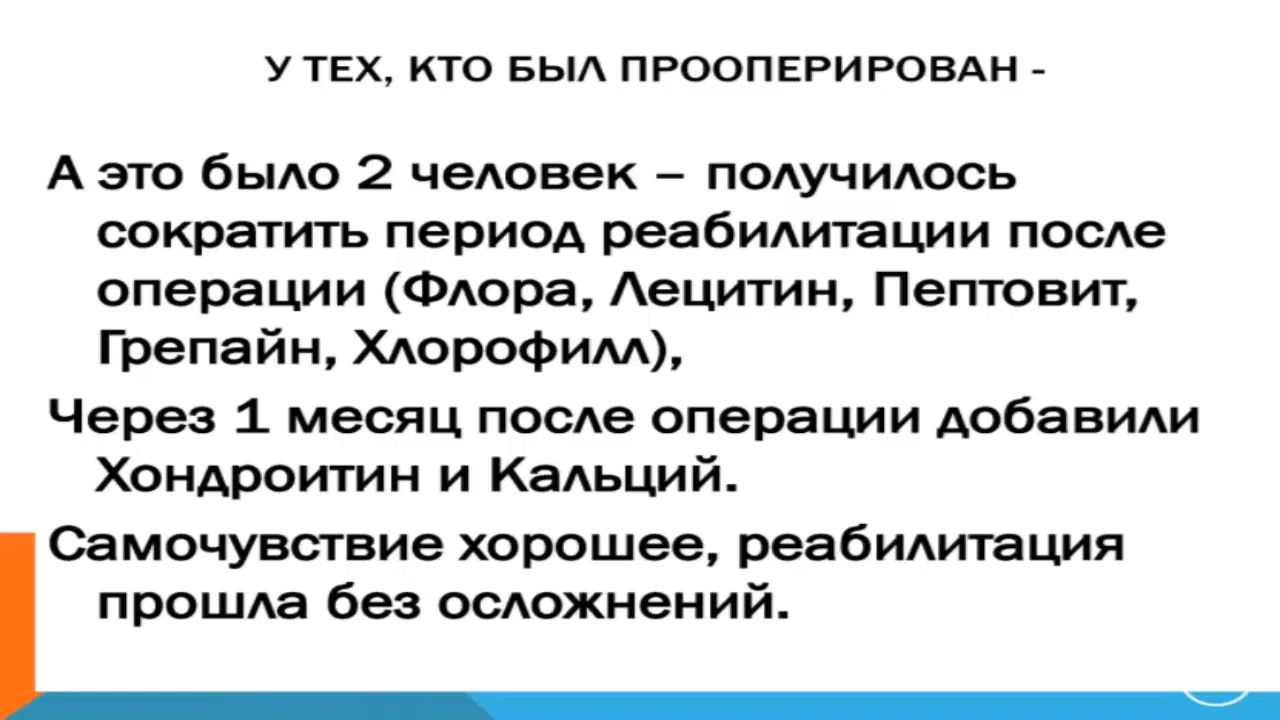 У ТЕХ, КТО БЫЛ ПРООПЕРИРОВАН -
А это было 2 человек – получилось
сократить период реабилитации после
операции (Флора, Лецитин, Пептовит,
Грепайн, Хлорофилл),
Через 1 месяц после операции добавили
Хондроитин и Кальций.
Самочувствие хорошее, реабилитация
прошла без осложнений.